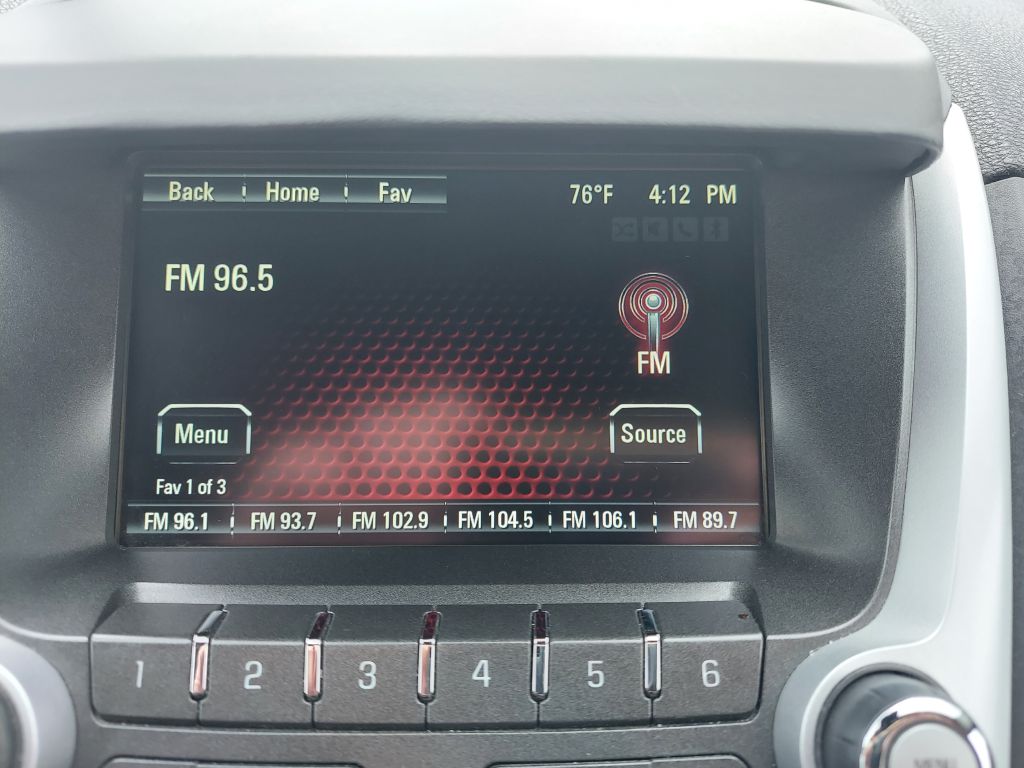 Back Home Fav 76°F 4:12 PM
FM 96.5
FM
Menu Source
Fav 1 of 3
FM 96.1 FM 93.7 FM 102.9 FM 104.5 FM 106.1 FM 89.7
1 2 3 4 5 6
MENU